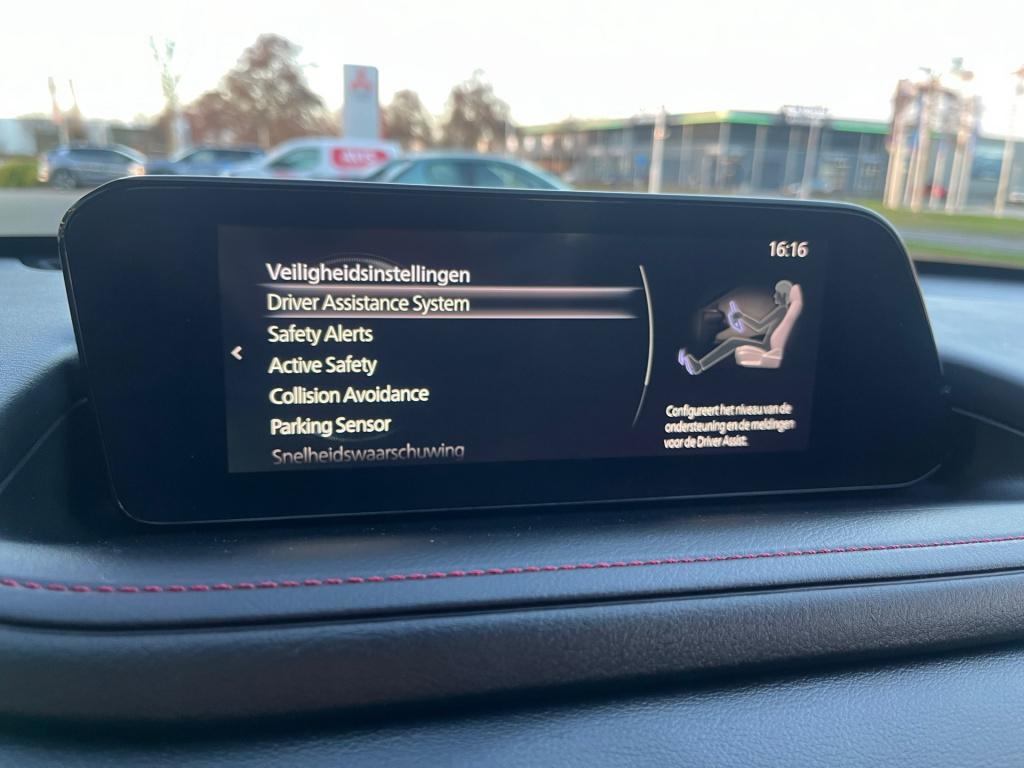 16:16
Veiligheidsinstellingen
Driver Assistance System
Safety Alerts
Active Safety
Collision Avoidance
Parking Sensor
Snelheidswaarschuwing
Configureert het niveau van de
ondersteuning en de meldingen
voor de Driver Assist.